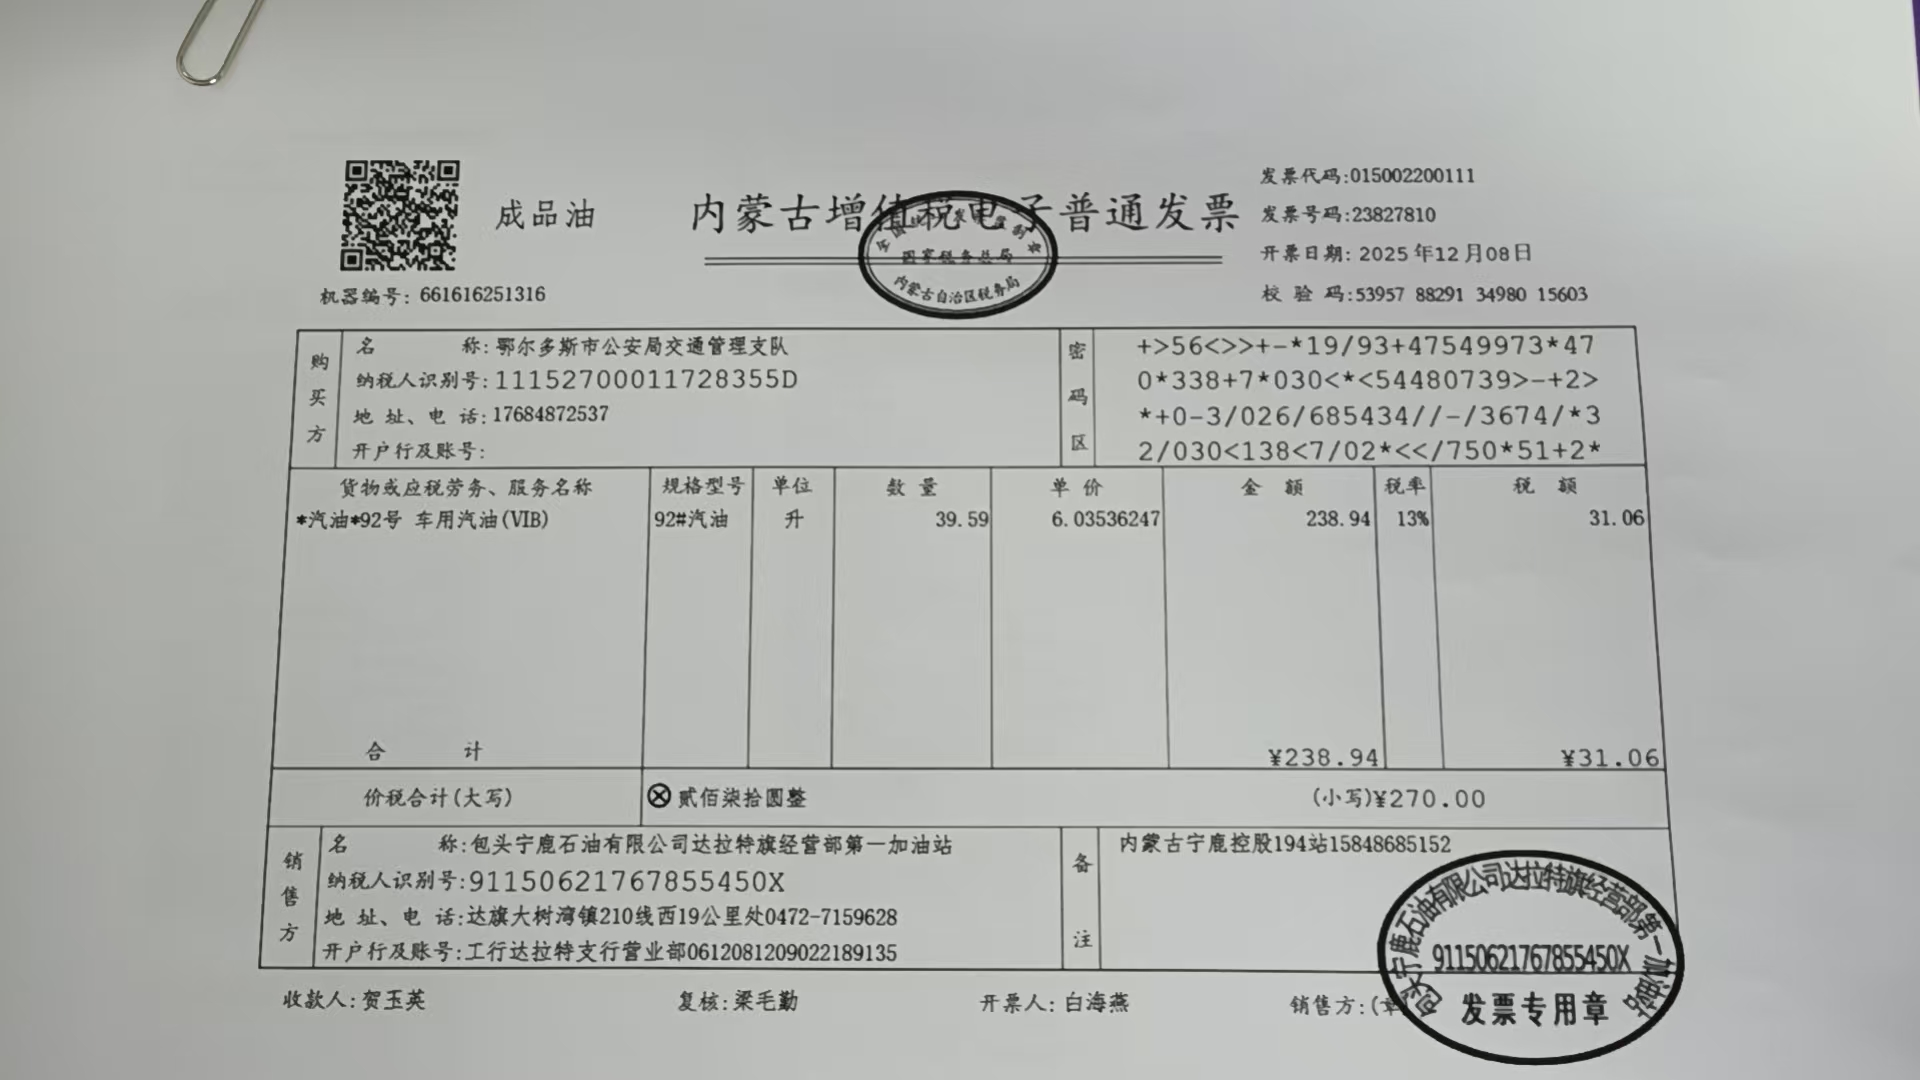 成品油
内蒙古增值税电子普通发票
全国统一发票监制章
国家税务总局
内蒙古自治区税务局
发票代码:015002200111
发票号码:23827810
开票日期: 2025 年12 月08日
校 验 码:53957 88291 34980 15603
机器编号: 661616251316
购买方
名 称: 鄂尔多斯市公安局交通管理支队
纳税人识别号: 11152700011728355D
地 址、电 话: 17684872537
开户行及账号:
密码区
+>56<>>+-*19/93+47549973*47
0*338+7*030<*<54480739>-+2>
*+0-3/026/685434//-/3674/*3
2/030<138<7/02*<</750*51+2*
货物或应税劳务、服务名称 规格型号 单位 数 量 单 价 金 额 税率 税 额
*汽油*92号 车用汽油(VIB) 92#汽油 升 39.59 6.03536247 238.94 13% 31.06
合 计 ¥238.94 ¥31.06
价税合计(大写) ⊗ 贰佰柒拾圆整 (小写)¥270.00
销售方
名 称: 包头宁鹿石油有限公司达拉特旗经营部第一加油站
纳税人识别号: 91150621767855450X
地 址、电 话: 达旗大树湾镇210线西19公里处0472-7159628
开户行及账号: 工行达拉特支行营业部0612081209022189135
备注
内蒙古宁鹿控股194站15848685152
收款人: 贺玉英 复核: 梁毛勤 开票人: 白海燕 销售方:(章
包头宁鹿石油有限公司达拉特旗经营部第一加油站
91150621767855450X
发票专用章